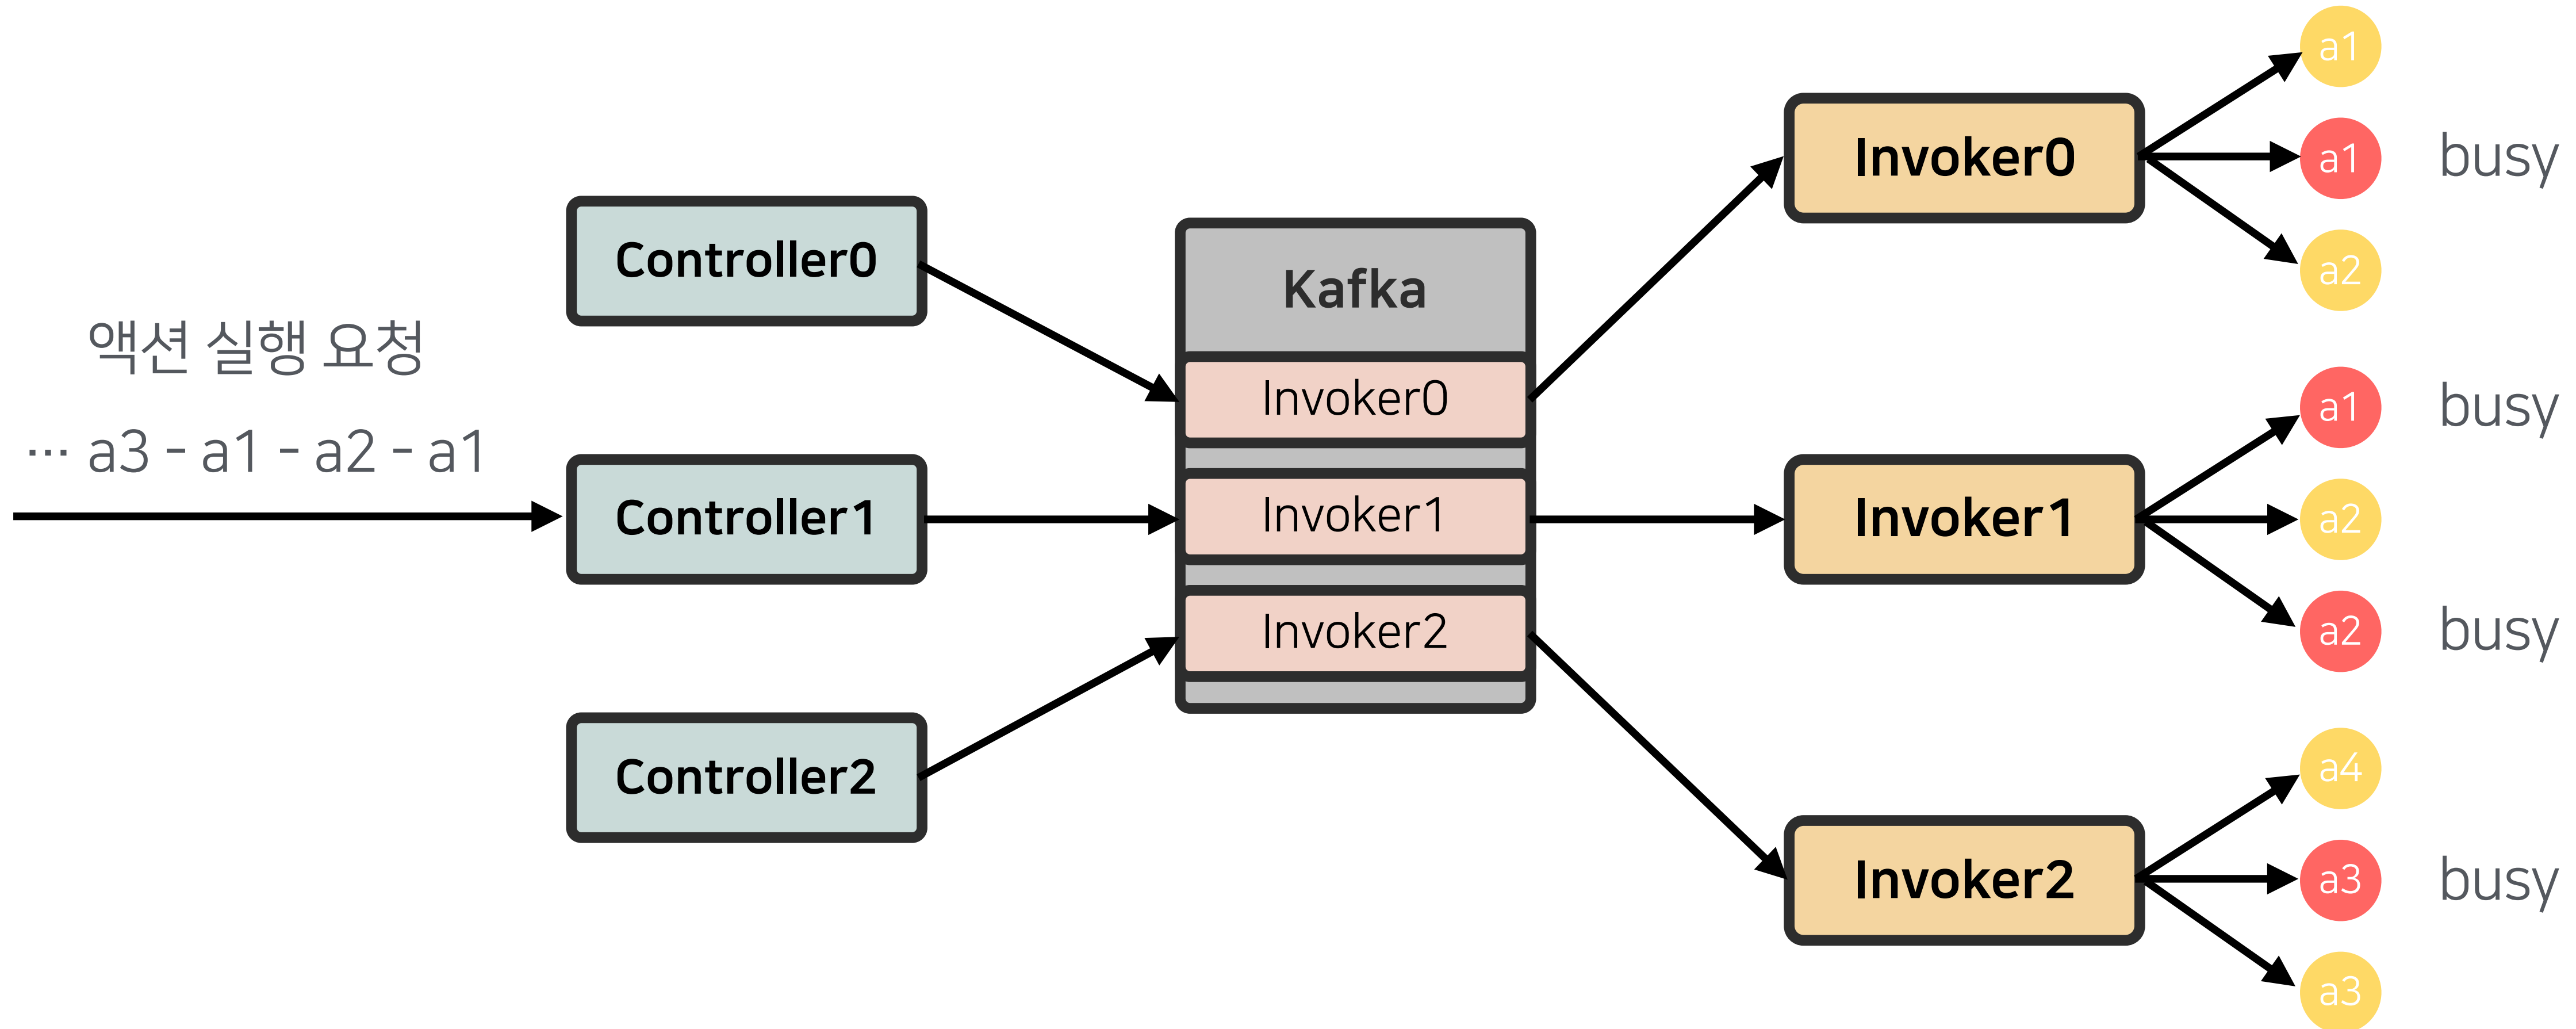 액션 실행 요청
··· a3 - a1 - a2 - a1
Controller0
Controller1
Controller2
Kafka
Invoker0
Invoker1
Invoker2
Invoker0
a1
a1 busy
a2
Invoker1
a1 busy
a2
a2 busy
Invoker2
a4
a3 busy
a3